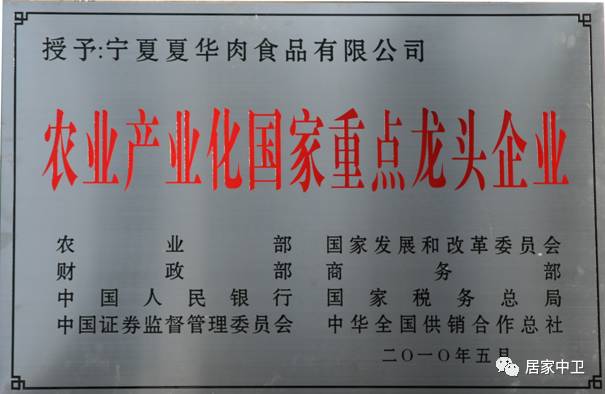 授予:宁夏夏华肉食品有限公司
农业产业化国家重点龙头企业
农业部 国家发展和改革委员会
财政部 商务部
中国人民银行 国家税务总局
中国证券监督管理委员会 中华全国供销合作总社
二〇一〇年五月
居家中卫